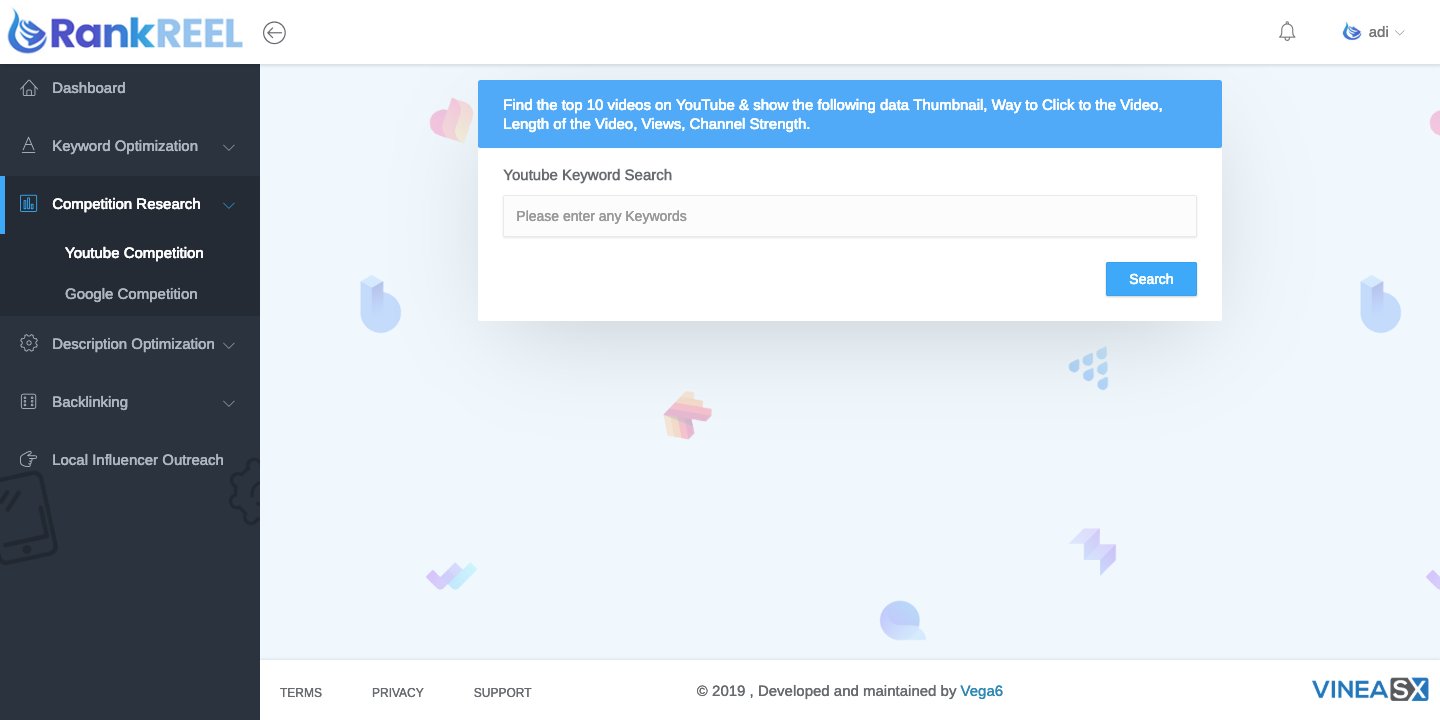 RankREEL
adi
Dashboard
Keyword Optimization
Competition Research
Youtube Competition
Google Competition
Description Optimization
Backlinking
Local Influencer Outreach
Find the top 10 videos on YouTube & show the following data Thumbnail, Way to Click to the Video,
Length of the Video, Views, Channel Strength.
Youtube Keyword Search
Please enter any Keywords
Search
TERMS PRIVACY SUPPORT
© 2019 , Developed and maintained by Vega6
VINEASX